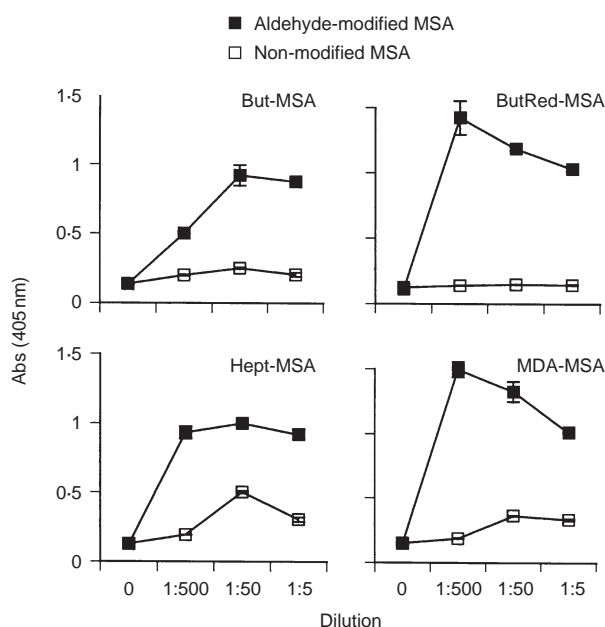 Aldehyde-modified MSA
Non-modified MSA
But-MSA
ButRed-MSA
1·5
1
0·5
0
Hept-MSA
MDA-MSA
1·5
1
0·5
0
Abs (405 nm)
0 1:500 1:50 1:5
0 1:500 1:50 1:5
Dilution